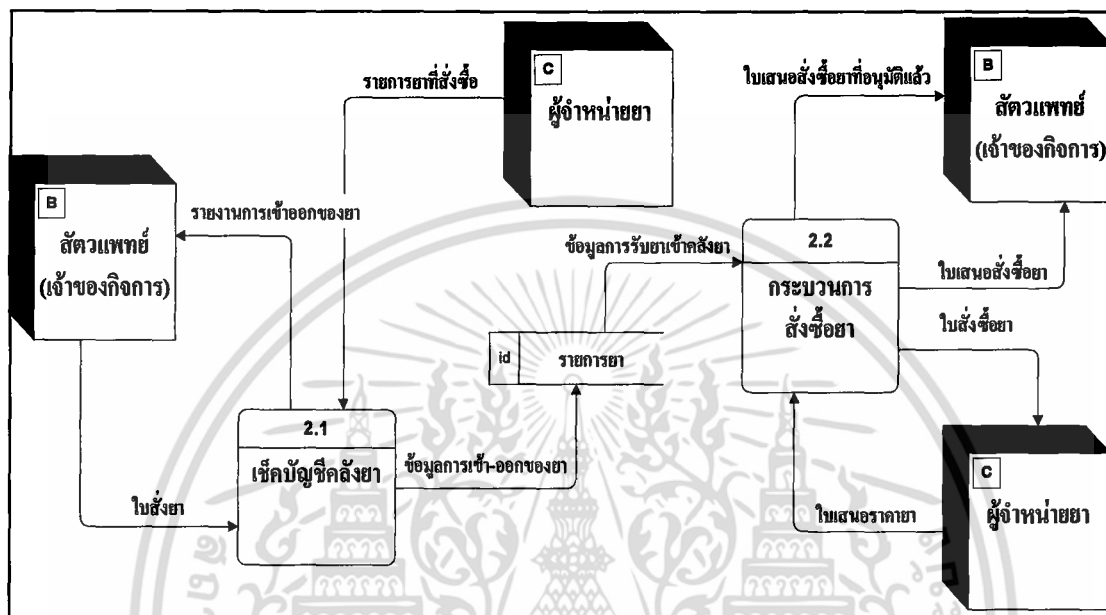 C
ผู้จำหน่ายยา
รายการยาที่สั่งซื้อ
B
สัตวแพทย์
(เจ้าของกิจการ)
ใบเสนอสั่งซื้อยาที่อนุมัติแล้ว
B
สัตวแพทย์
(เจ้าของกิจการ)
รายงานการเข้าออกของยา
ข้อมูลการรับยาเข้าคลังยา
2.2
กระบวนการ
สั่งซื้อยา
ใบเสนอสั่งซื้อยา
ใบสั่งซื้อยา
id
รายการยา
2.1
เช็คบัญชีคลังยา
ข้อมูลการเข้า-ออกของยา
ใบสั่งยา
ใบเสนอราคายา
C
ผู้จำหน่ายยา